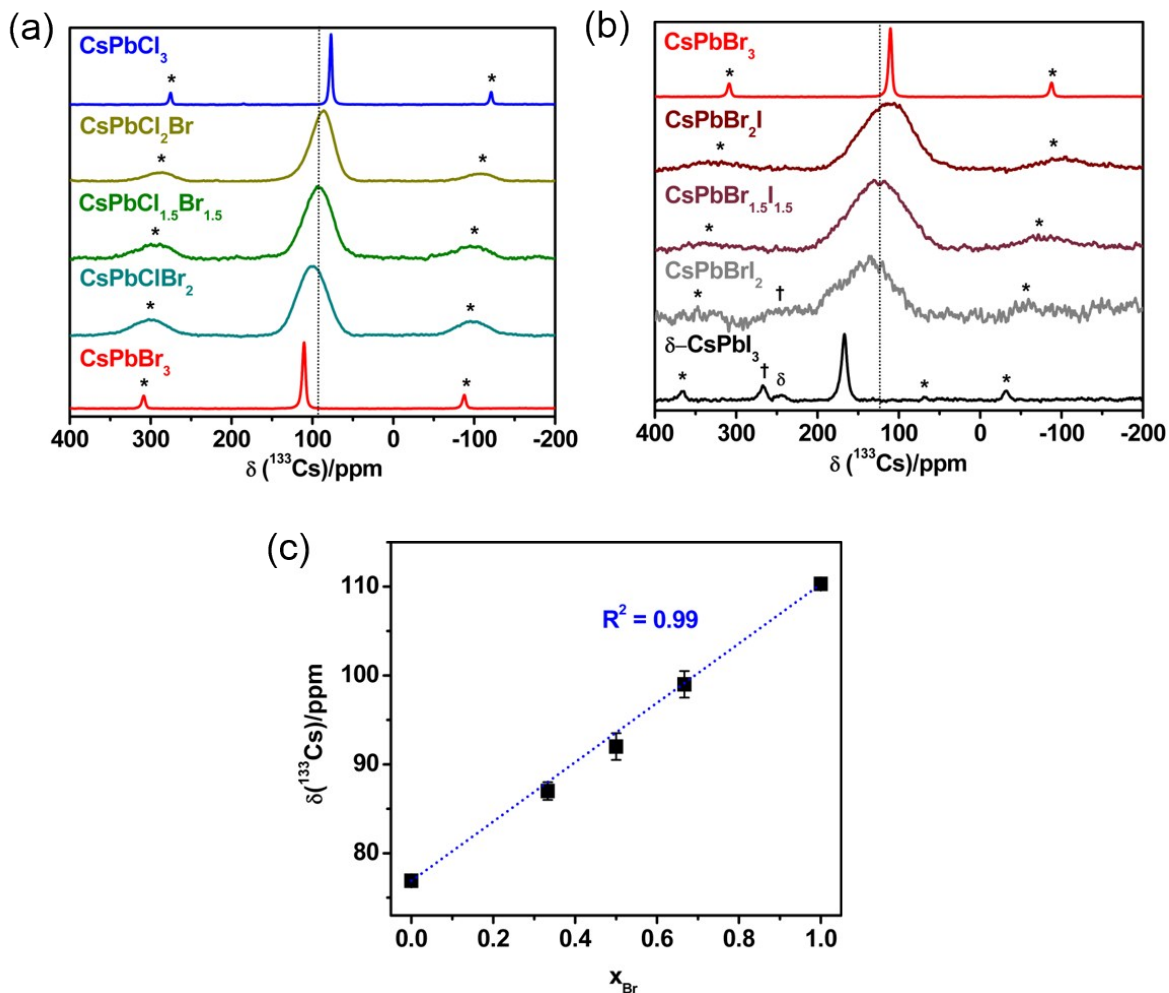 (a)
CsPbCl₃
* *
CsPbCl₂Br
* *
CsPbCl₁.₅Br₁.₅
* *
CsPbClBr₂
* *
CsPbBr₃
* *
400 300 200 100 0 -100 -200
δ (¹³³Cs)/ppm
(b)
CsPbBr₃
* *
CsPbBr₂I
* *
CsPbBr₁.₅I₁.₅
* *
CsPbBrI₂
* † *
δ–CsPbI₃
* † δ * *
400 300 200 100 0 -100 -200
δ (¹³³Cs)/ppm
(c)
δ(¹³³Cs)/ppm
110
100
90
80
R² = 0.99
0.0 0.2 0.4 0.6 0.8 1.0
x_Br